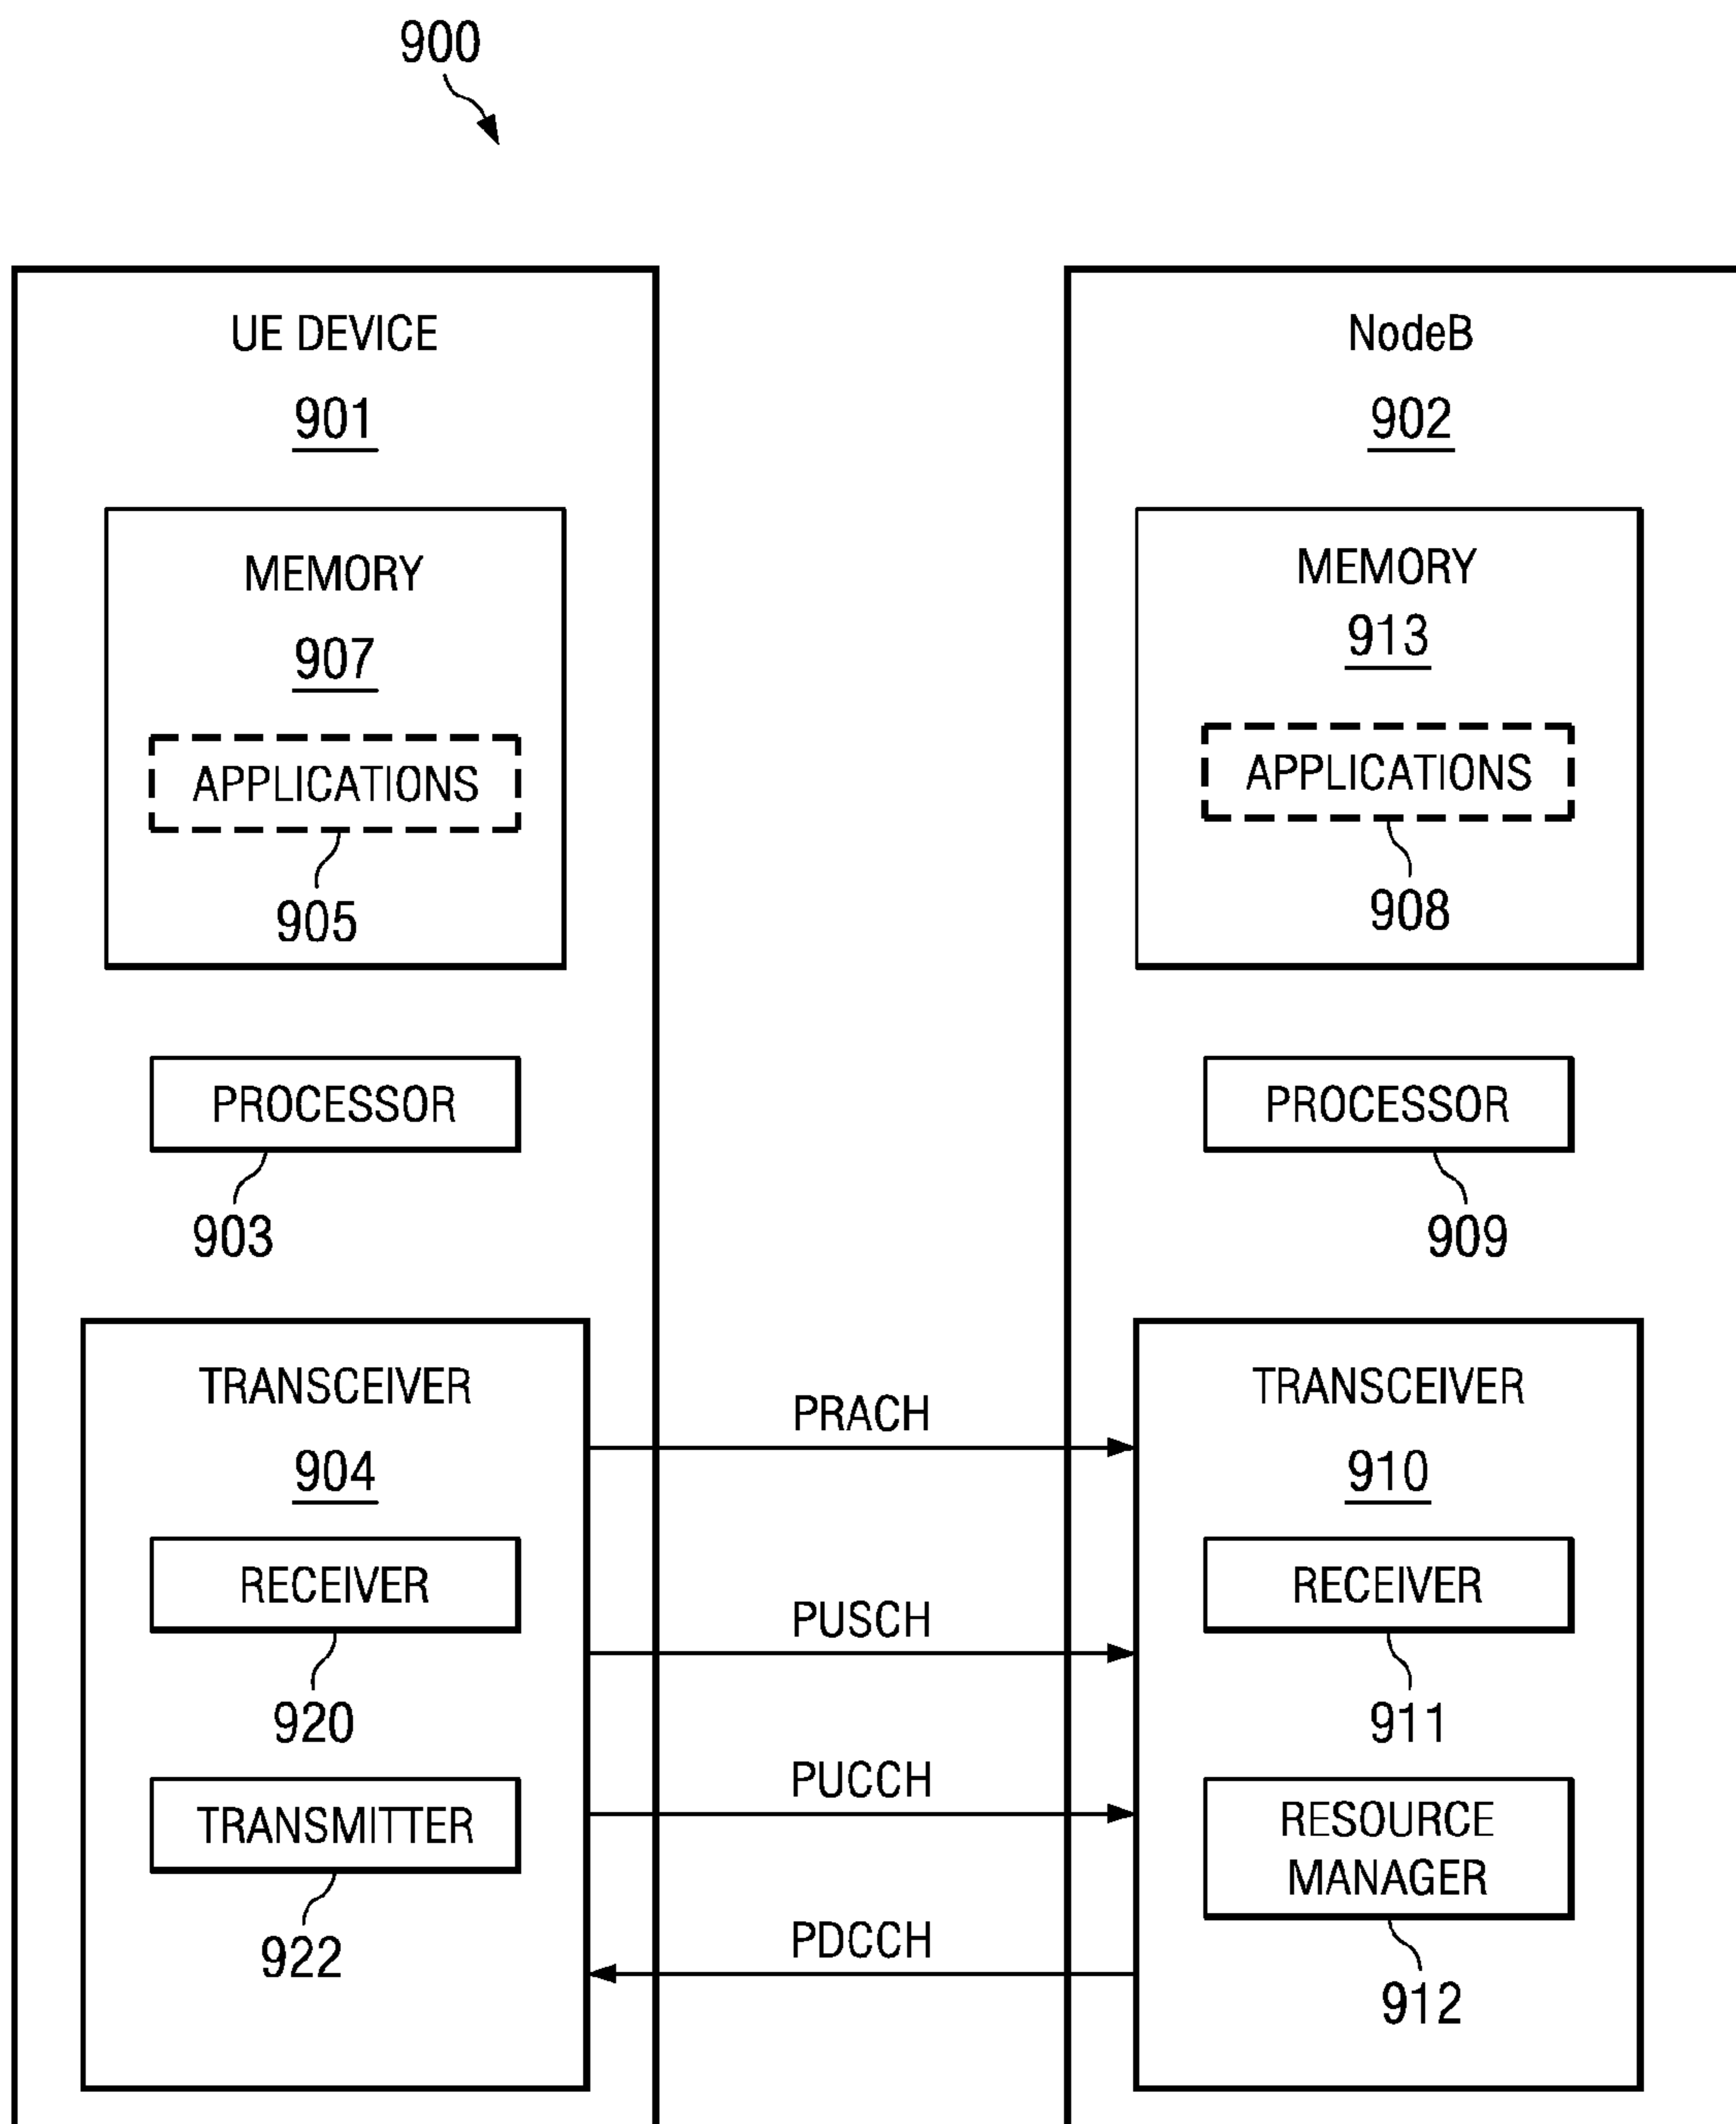 900
UE DEVICE
901
MEMORY
907
APPLICATIONS
905
PROCESSOR
903
TRANSCEIVER
904
RECEIVER
920
TRANSMITTER
922
PRACH
PUSCH
PUCCH
PDCCH
NodeB
902
MEMORY
913
APPLICATIONS
908
PROCESSOR
909
TRANSCEIVER
910
RECEIVER
911
RESOURCE
MANAGER
912